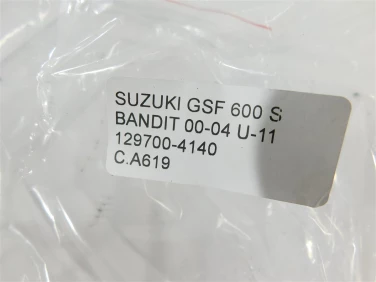 SUZUKI GSF 600 S
BANDIT 00-04 U-11
129700-4140
C.A619